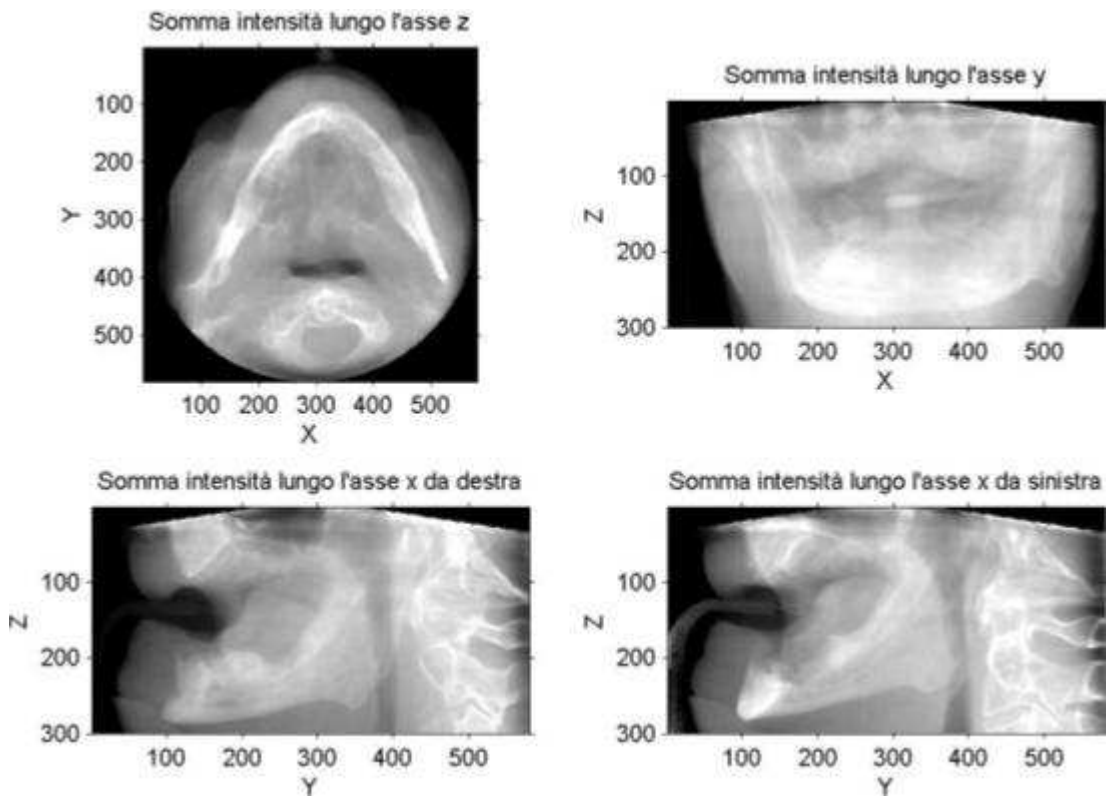 Somma intensità lungo l'asse z
100
200
300
400
500
Y
100 200 300 400 500
X
Somma intensità lungo l'asse y
100
200
300
Z
100 200 300 400 500
X
Somma intensità lungo l'asse x da destra
100
200
300
Z
100 200 300 400 500
Y
Somma intensità lungo l'asse x da sinistra
100
200
300
Z
100 200 300 400 500
Y